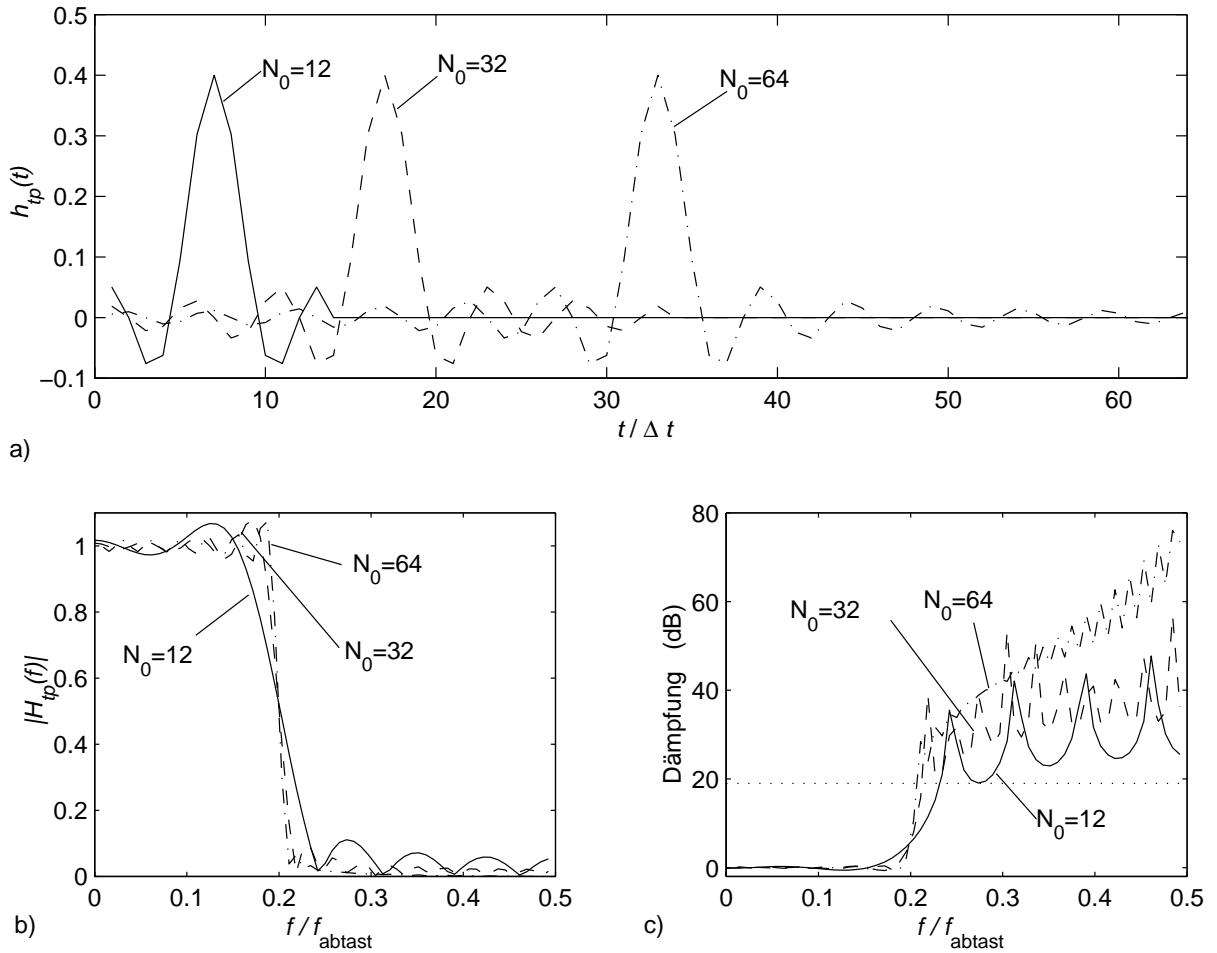 0.5
0.4
0.3
0.2
0.1
0
−0.1
h_tp(t)
N_0=12
N_0=32
N_0=64
0 10 20 30 40 50 60
t / Δ t
a)
1
0.8
0.6
0.4
0.2
0
|H_tp(f)|
N_0=64
N_0=12
N_0=32
0 0.1 0.2 0.3 0.4 0.5
f / f_abtast
b)
80
60
40
20
0
Dämpfung (dB)
N_0=64
N_0=32
N_0=12
0 0.1 0.2 0.3 0.4 0.5
f / f_abtast
c)